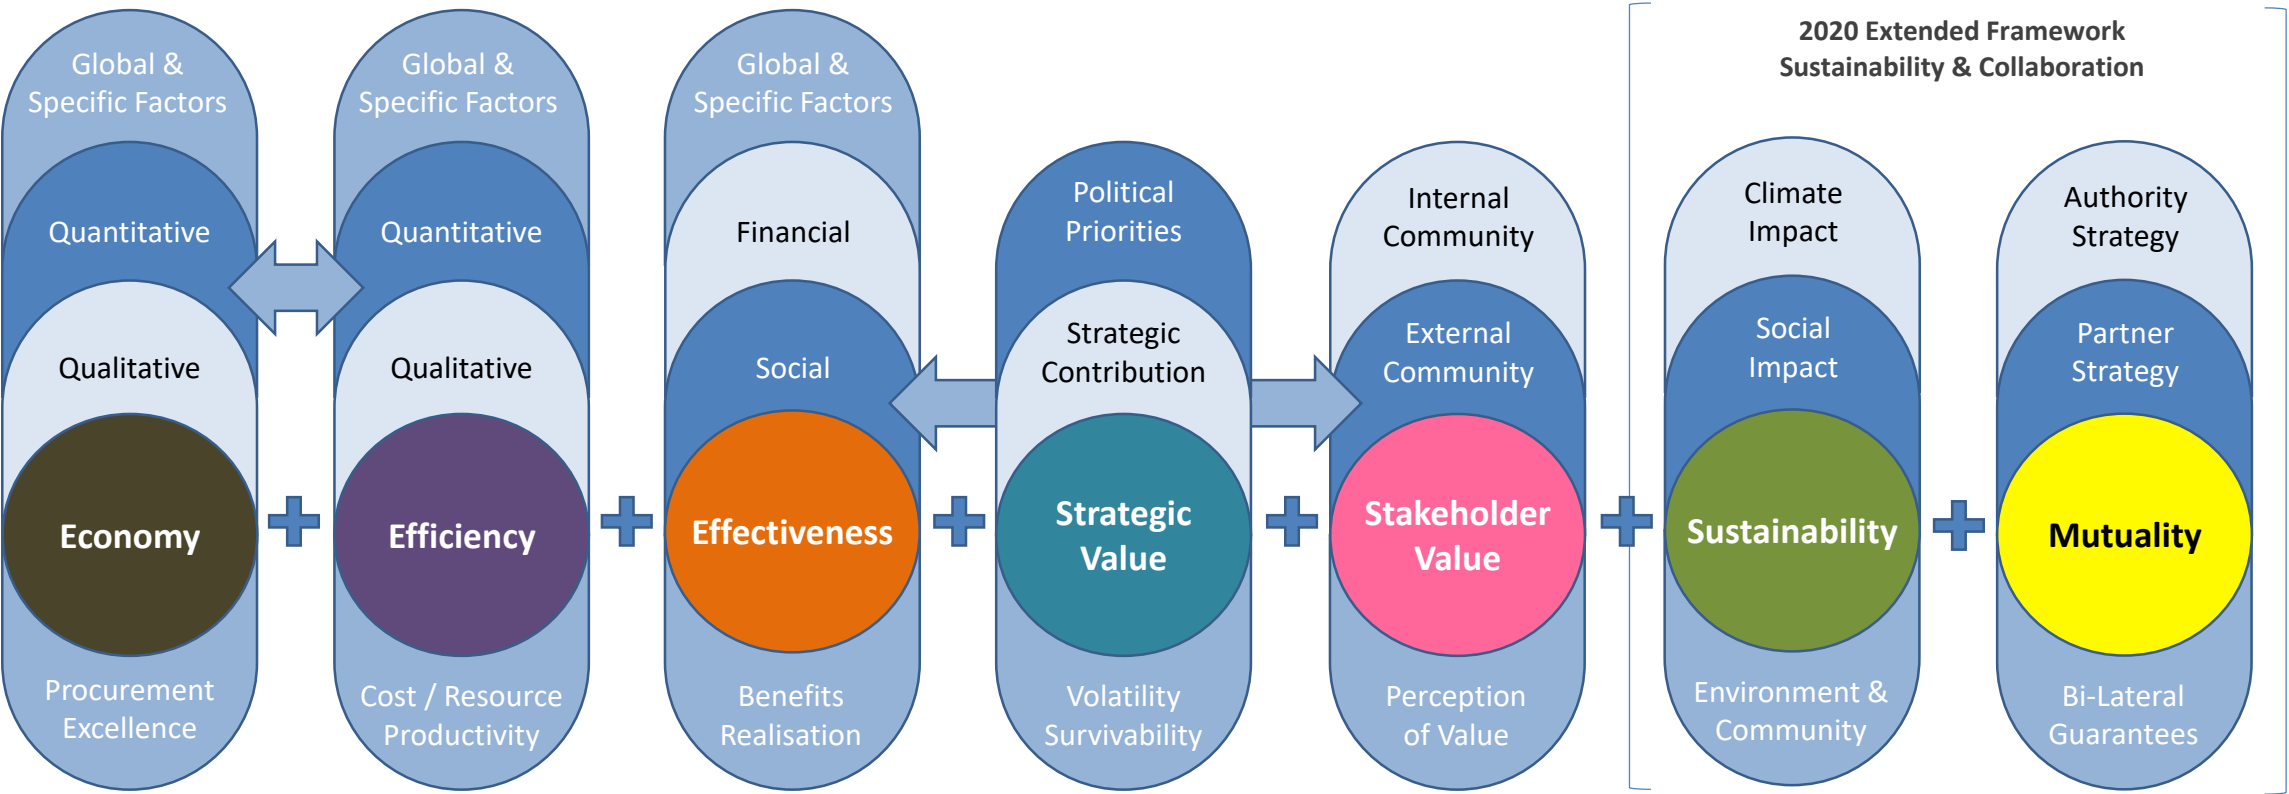 Global &
Specific Factors
Quantitative
Qualitative
Economy
Procurement
Excellence
Global &
Specific Factors
Quantitative
Qualitative
Efficiency
Cost / Resource
Productivity
Global &
Specific Factors
Financial
Social
Effectiveness
Benefits
Realisation
Political
Priorities
Strategic
Contribution
Strategic
Value
Volatility
Survivability
Internal
Community
External
Community
Stakeholder
Value
Perception
of Value
2020 Extended Framework
Sustainability & Collaboration
Climate
Impact
Social
Impact
Sustainability
Environment &
Community
Authority
Strategy
Partner
Strategy
Mutuality
Bi-Lateral
Guarantees